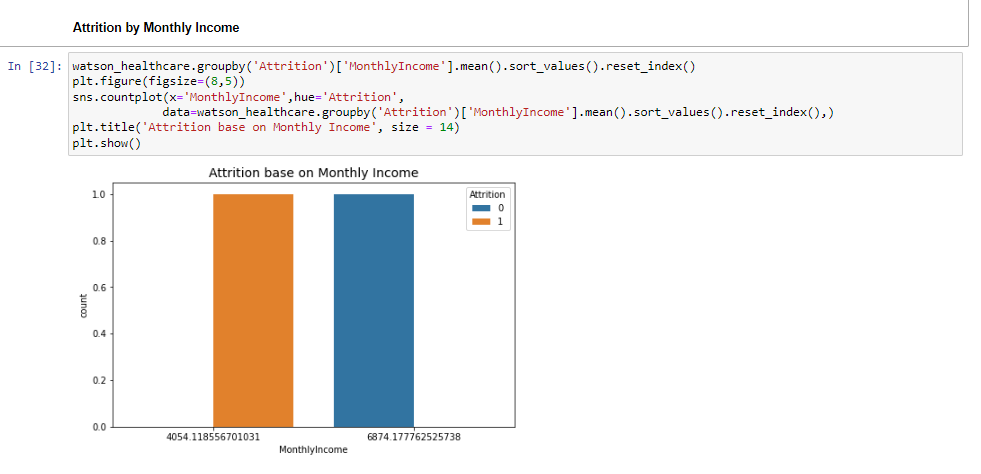 Attrition by Monthly Income
In [32]: watson_healthcare.groupby('Attrition')['MonthlyIncome'].mean().sort_values().reset_index()
plt.figure(figsize=(8,5))
sns.countplot(x='MonthlyIncome',hue='Attrition',
data=watson_healthcare.groupby('Attrition')['MonthlyIncome'].mean().sort_values().reset_index(),)
plt.title('Attrition base on Monthly Income', size = 14)
plt.show()
Attrition base on Monthly Income
Attrition
0
1
1.0
0.8
0.6
0.4
0.2
0.0
count
4054.118556701031 6874.177762525738
MonthlyIncome